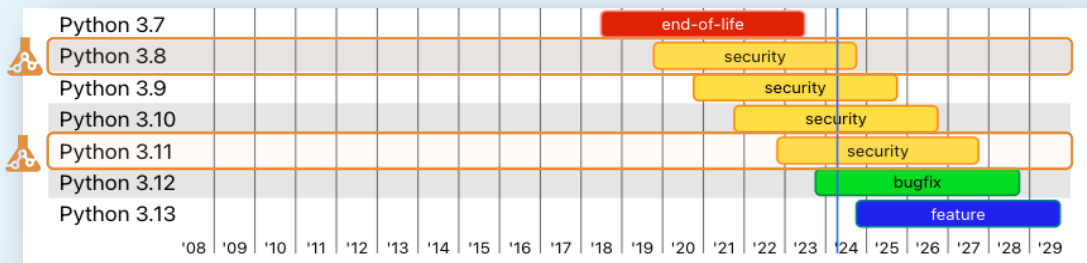 Python 3.7 end-of-life
Python 3.8 security
Python 3.9 security
Python 3.10 security
Python 3.11 security
Python 3.12 bugfix
Python 3.13 feature
'08 '09 '10 '11 '12 '13 '14 '15 '16 '17 '18 '19 '20 '21 '22 '23 '24 '25 '26 '27 '28 '29